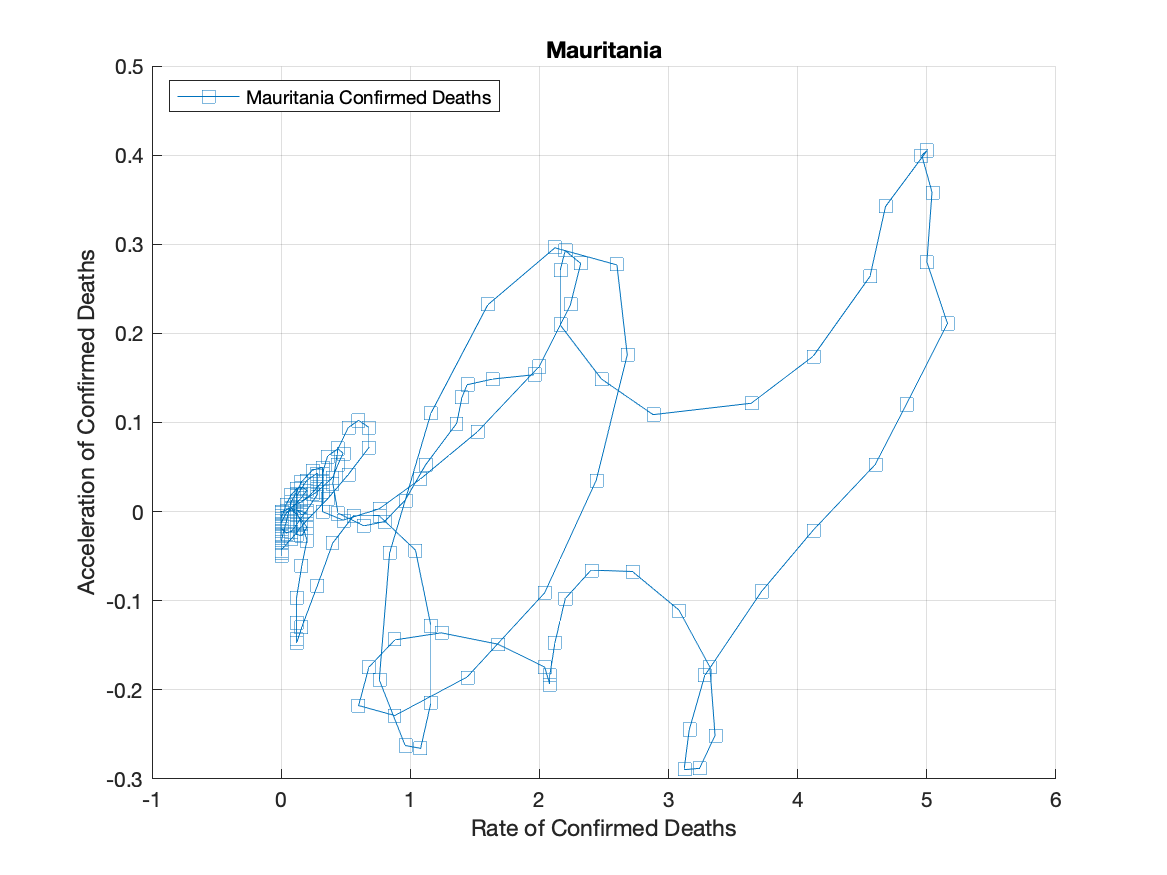 Mauritania
Mauritania Confirmed Deaths
0.5
0.4
0.3
0.2
0.1
0
-0.1
-0.2
-0.3
Acceleration of Confirmed Deaths
-1 0 1 2 3 4 5 6
Rate of Confirmed Deaths